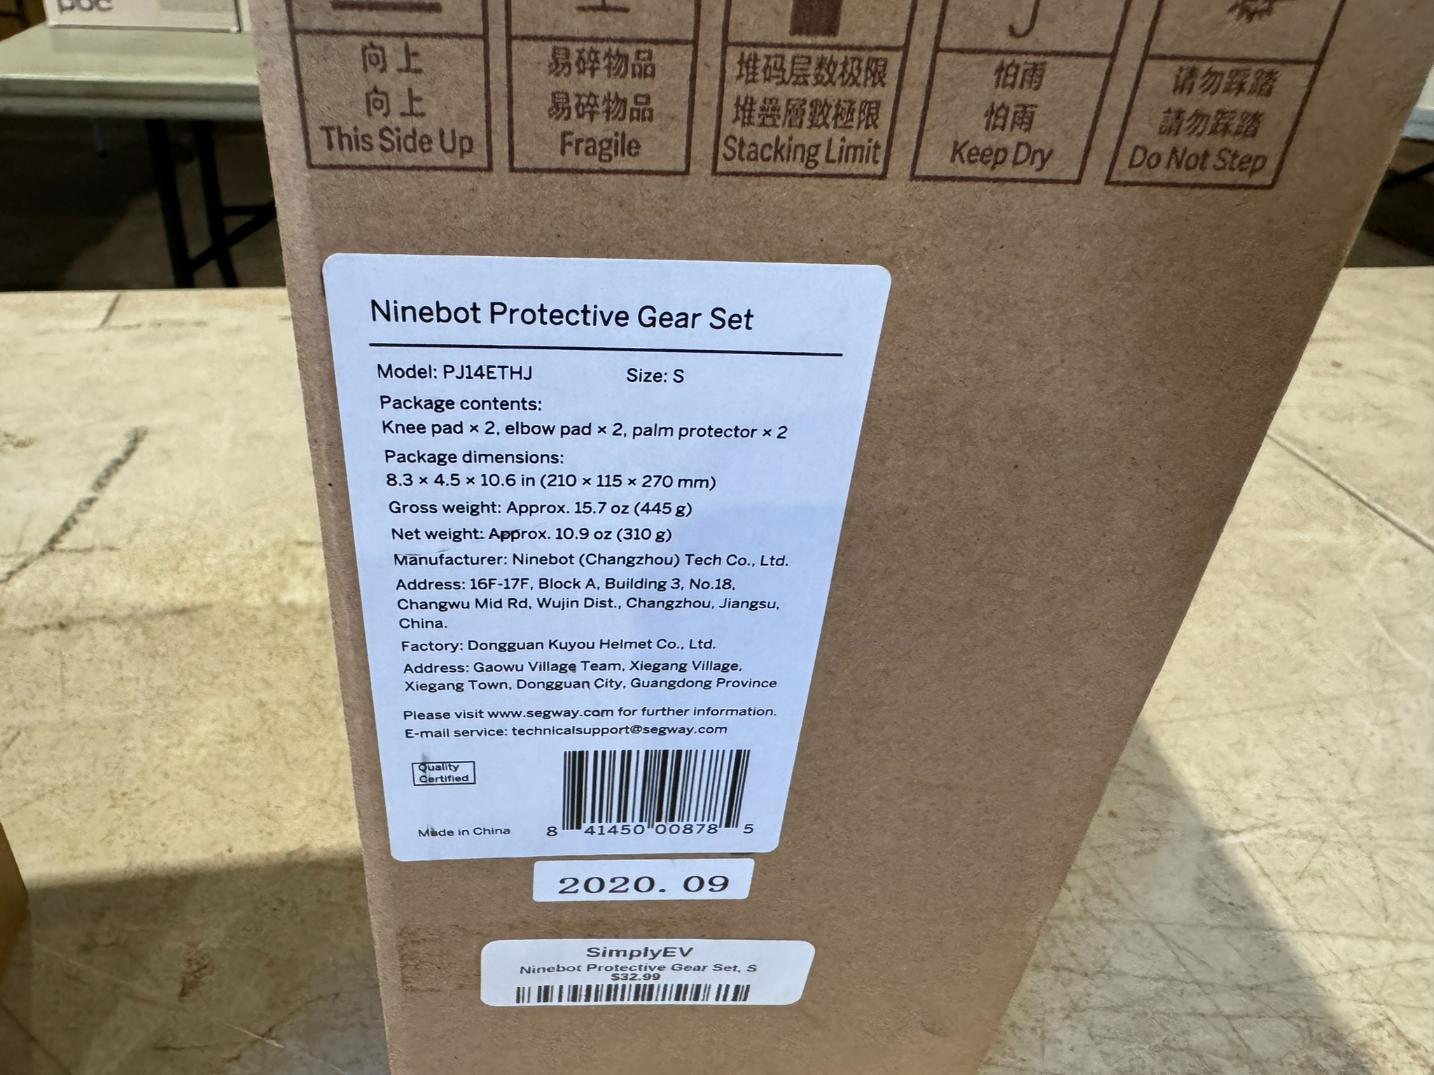 poc
向上
向上
This Side Up
易碎物品
易碎物品
Fragile
堆码层数极限
堆疊層數極限
Stacking Limit
怕雨
怕雨
Keep Dry
请勿踩踏
請勿踩踏
Do Not Step
Ninebot Protective Gear Set
Model: PJ14ETHJ Size: S
Package contents:
Knee pad × 2, elbow pad × 2, palm protector × 2
Package dimensions:
8.3 × 4.5 × 10.6 in (210 × 115 × 270 mm)
Gross weight: Approx. 15.7 oz (445 g)
Net weight: Approx. 10.9 oz (310 g)
Manufacturer: Ninebot (Changzhou) Tech Co., Ltd.
Address: 16F-17F, Block A, Building 3, No.18,
Changwu Mid Rd, Wujin Dist., Changzhou, Jiangsu,
China.
Factory: Dongguan Kuyou Helmet Co., Ltd.
Address: Gaowu Village Team, Xiegang Village,
Xiegang Town, Dongguan City, Guangdong Province
Please visit www.segway.com for further information.
E-mail service: technicalsupport@segway.com
Quality
Certified
Made in China
8 41450 00878 5
2020. 09
SimplyEV
Ninebot Protective Gear Set, S
$32.99